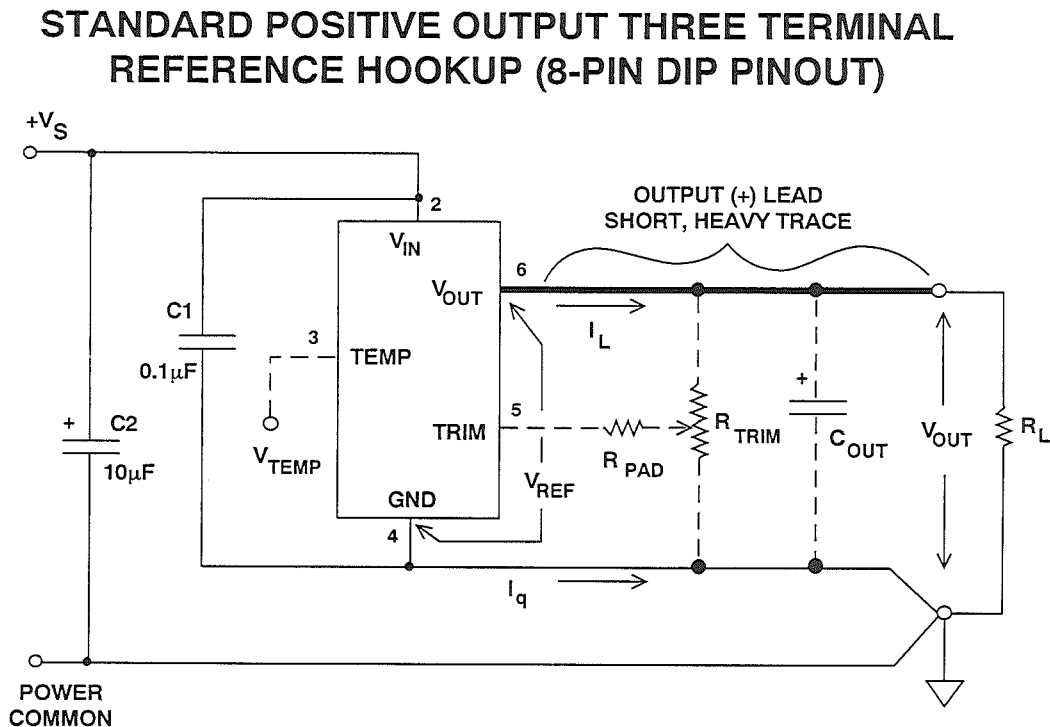 STANDARD POSITIVE OUTPUT THREE TERMINAL
REFERENCE HOOKUP (8-PIN DIP PINOUT)
+VS
OUTPUT (+) LEAD
SHORT, HEAVY TRACE
2
VIN
6
VOUT
C1
0.1µF
3
TEMP
IL
5
TRIM
+
C2
10µF
VTEMP
RPAD
RTRIM
+
COUT
VOUT
RL
VREF
GND
4
Iq
POWER
COMMON